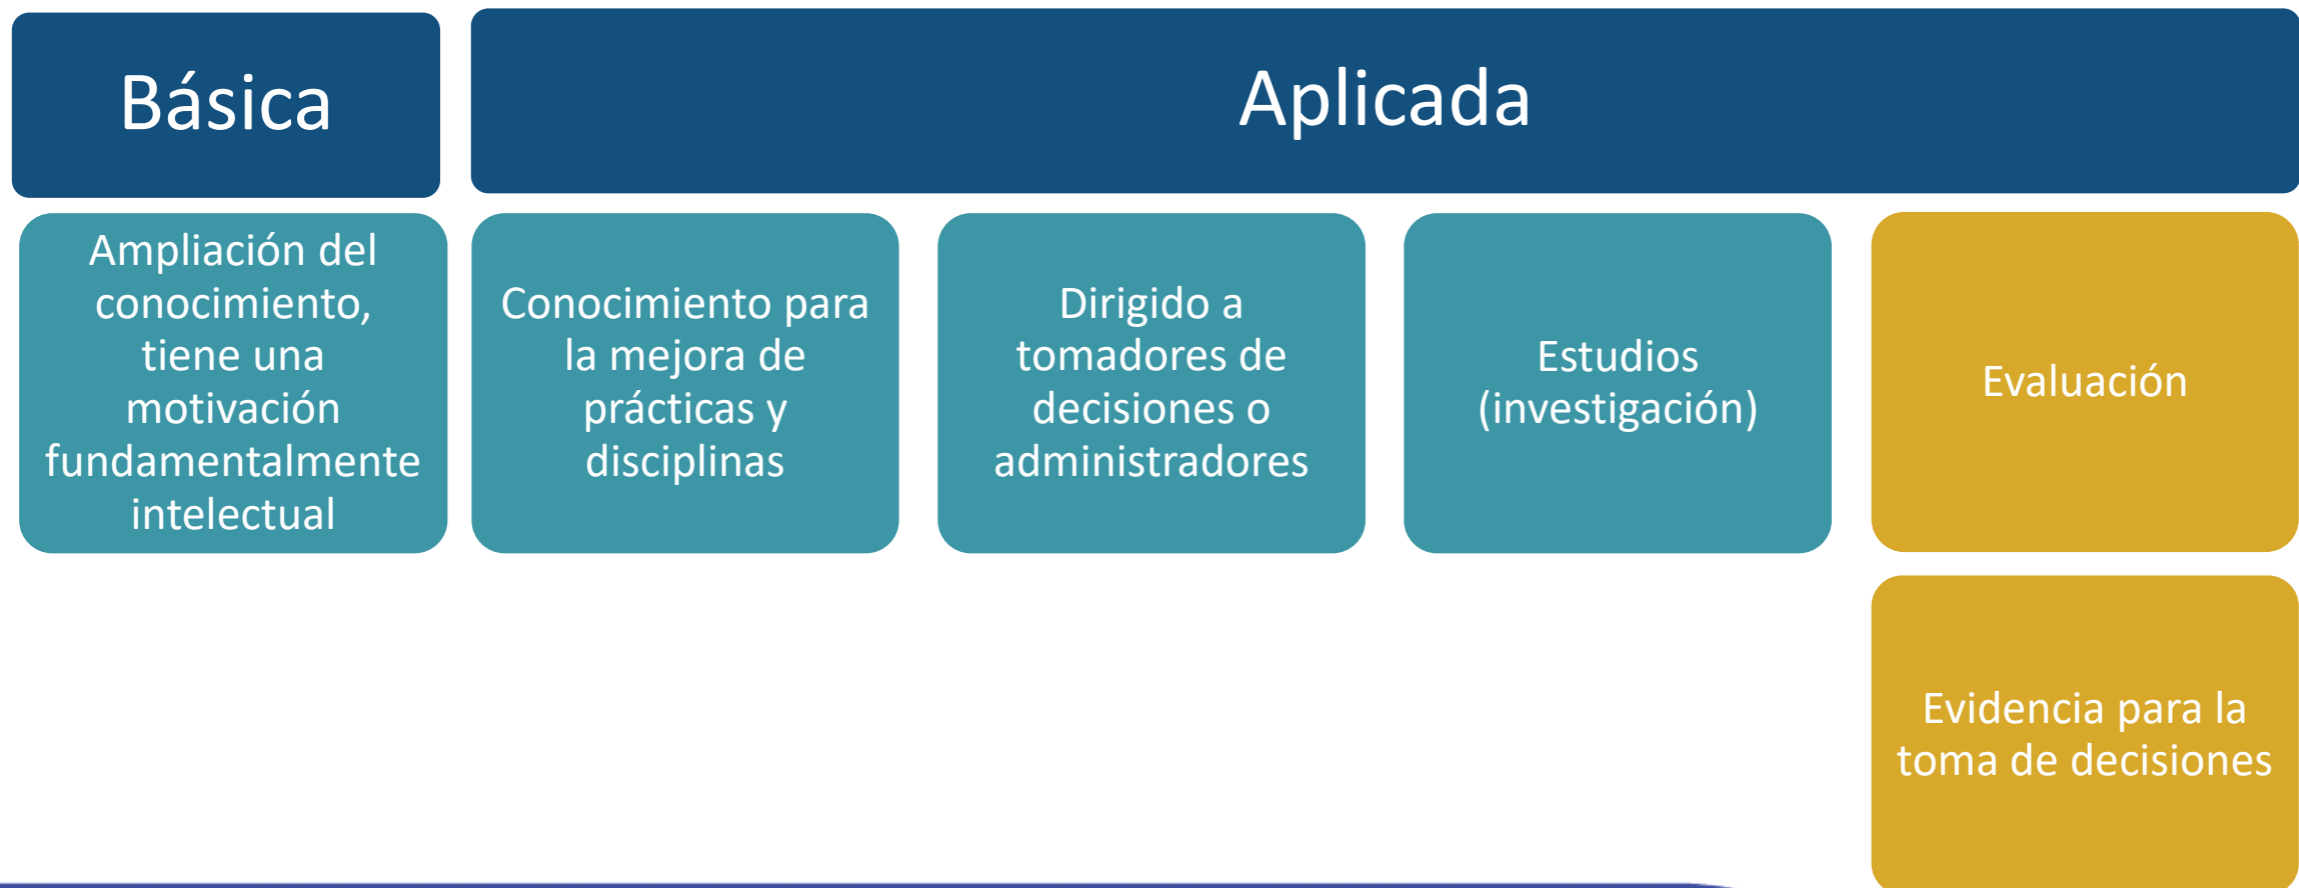 Básica
Aplicada
Ampliación del
conocimiento,
tiene una
motivación
fundamentalmente
intelectual
Conocimiento para
la mejora de
prácticas y
disciplinas
Dirigido a
tomadores de
decisiones o
administradores
Estudios
(investigación)
Evaluación
Evidencia para la
toma de decisiones